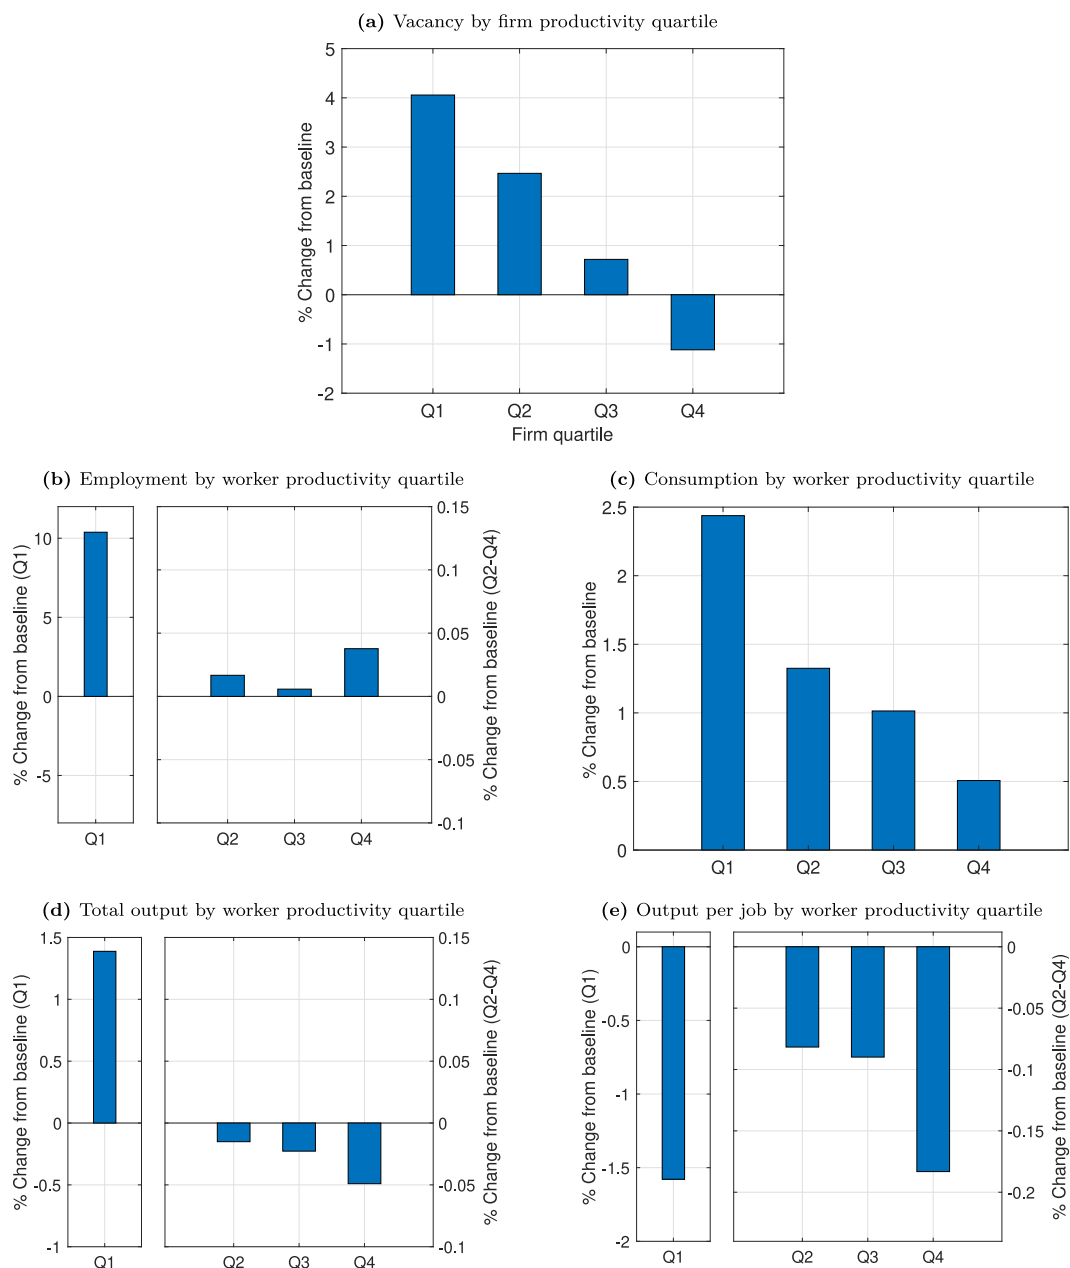 (a) Vacancy by firm productivity quartile
5
4
3
2
1
0
-1
-2
% Change from baseline
Q1 Q2 Q3 Q4
Firm quartile
(b) Employment by worker productivity quartile
% Change from baseline (Q1)
10
5
0
-5
Q1
Q2 Q3 Q4
0.15
0.1
0.05
0
-0.05
-0.1
% Change from baseline (Q2-Q4)
(c) Consumption by worker productivity quartile
% Change from baseline
2.5
2
1.5
1
0.5
0
Q1 Q2 Q3 Q4
(d) Total output by worker productivity quartile
% Change from baseline (Q1)
1.5
1
0.5
0
-0.5
-1
Q1
Q2 Q3 Q4
0.15
0.1
0.05
0
-0.05
-0.1
% Change from baseline (Q2-Q4)
(e) Output per job by worker productivity quartile
% Change from baseline (Q1)
0
-0.5
-1
-1.5
-2
Q1
Q2 Q3 Q4
0
-0.05
-0.1
-0.15
-0.2
% Change from baseline (Q2-Q4)